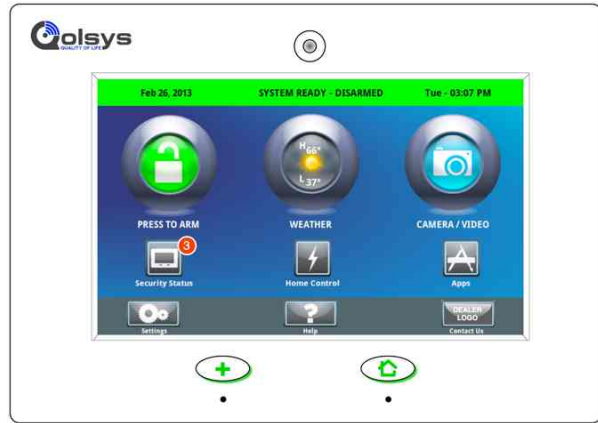 Qolsys
QUALITY OF LIFE
Feb 26, 2013 SYSTEM READY - DISARMED Tue - 03:07 PM
H 66°
L 37°
PRESS TO ARM WEATHER CAMERA / VIDEO
3
Security Status Home Control Apps
?
DEALER
LOGO
Settings Help Contact Us